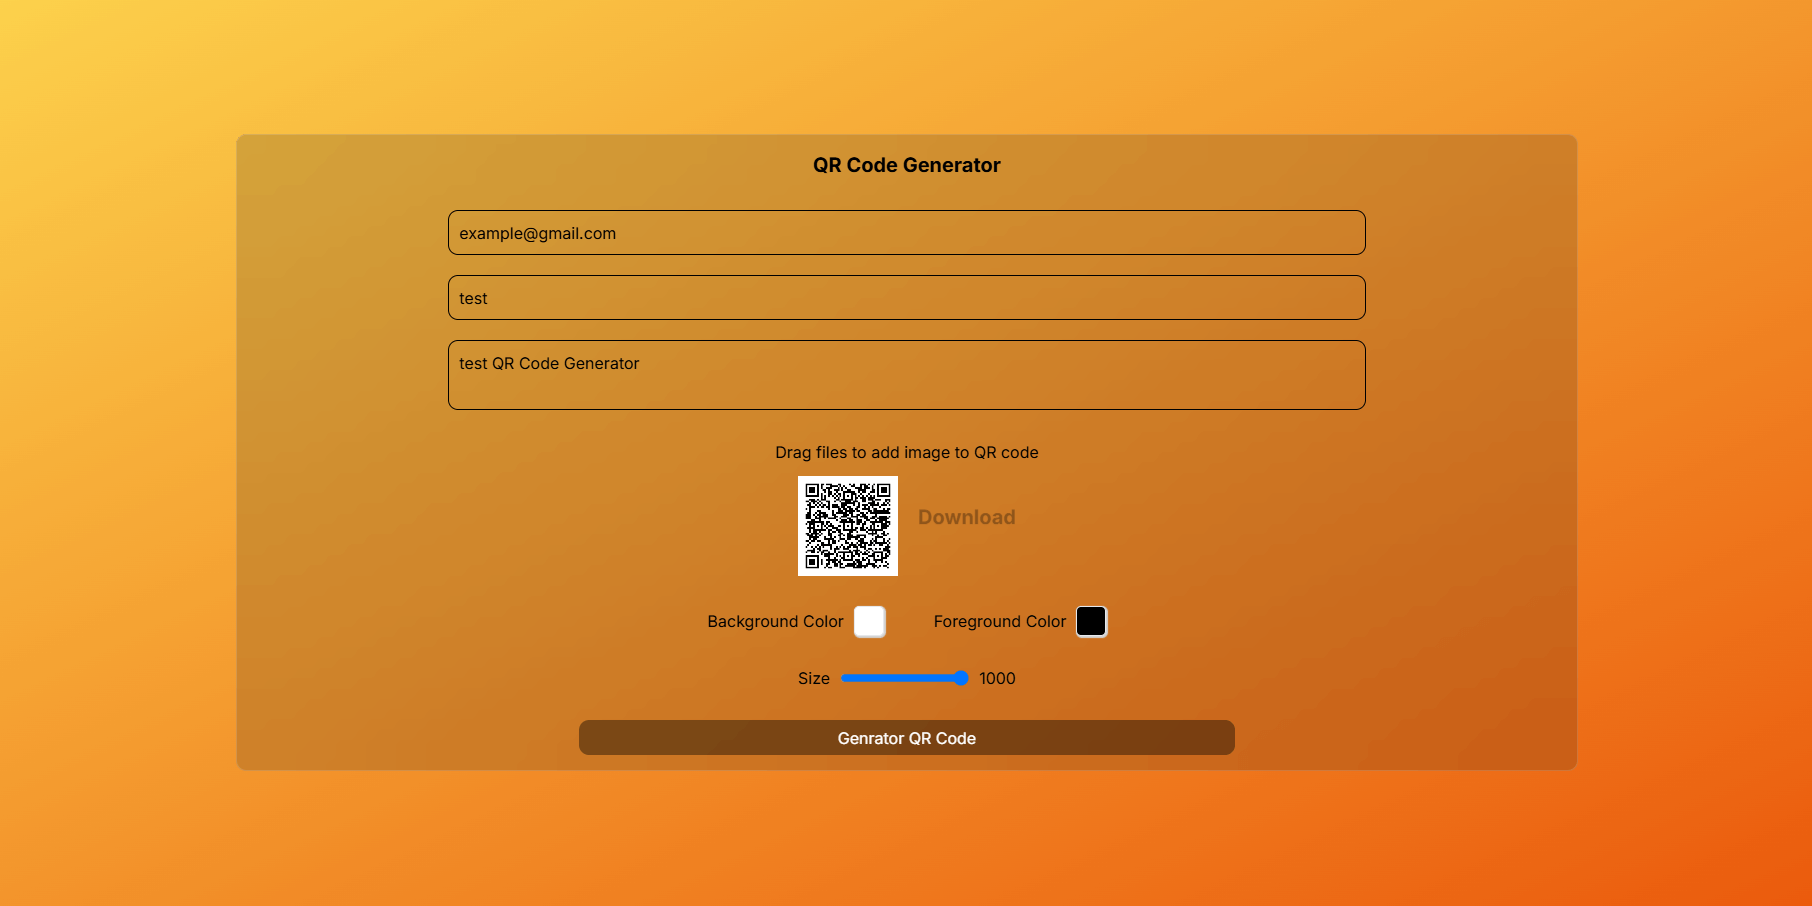 QR Code Generator
example@gmail.com
test
test QR Code Generator
Drag files to add image to QR code
Download
Background Color
Foreground Color
Size
1000
Genrator QR Code